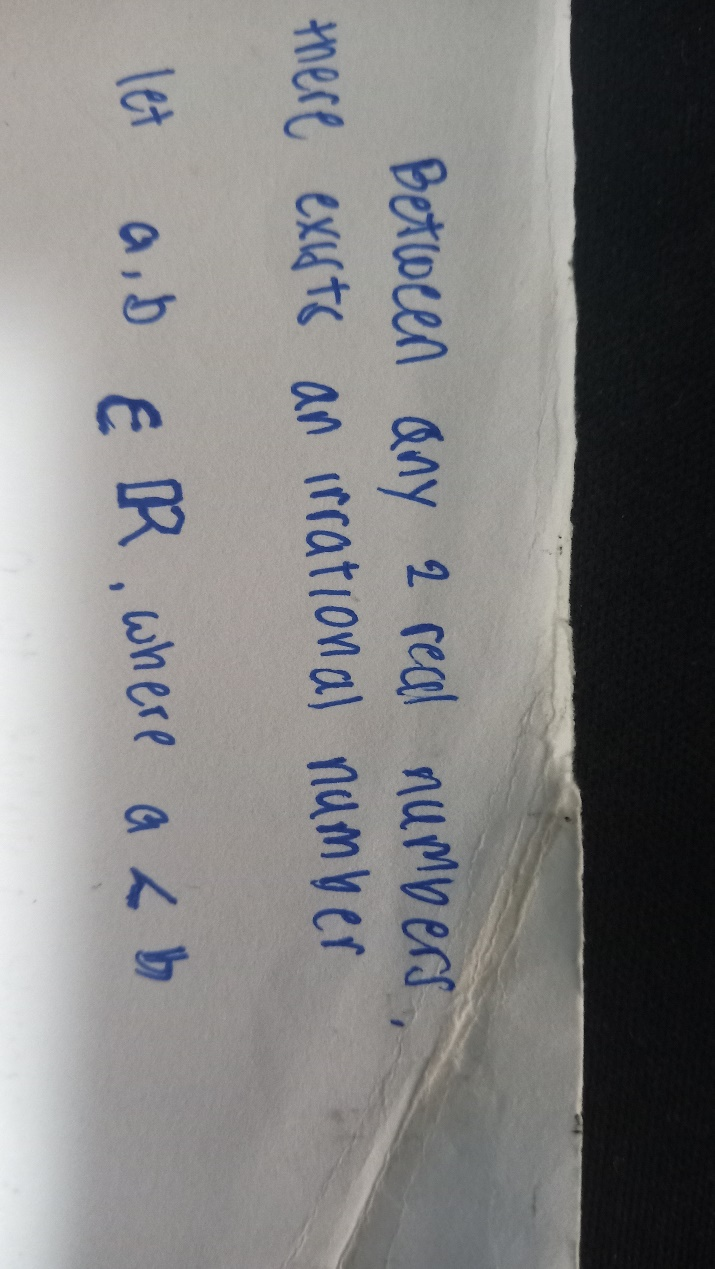 Between any 2 real numbers,
there exists an irrational number
let a, b ∈ ℝ, where a < b